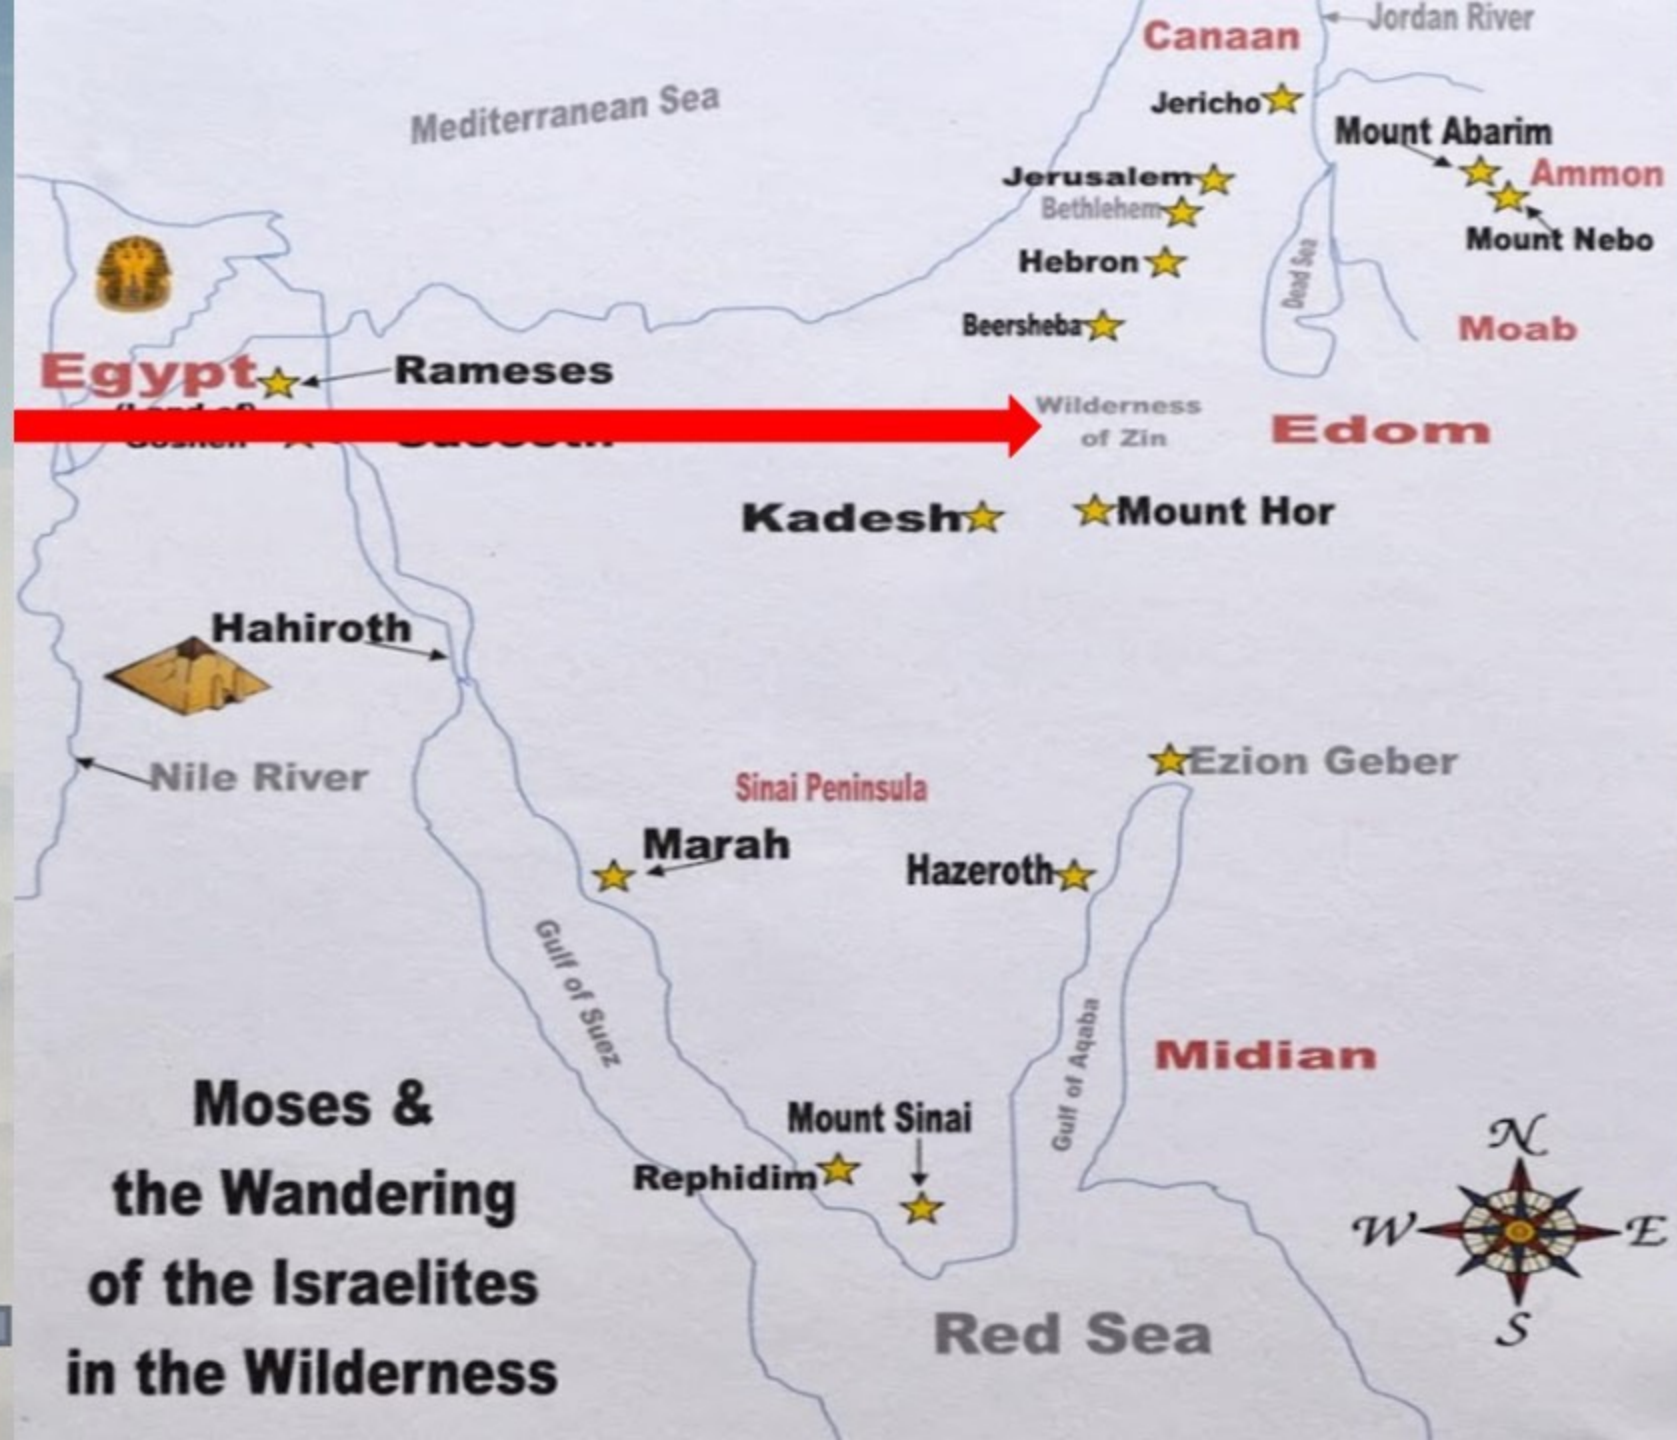 Canaan
Jordan River
Mediterranean Sea
Jericho
Mount Abarim
Jerusalem
Ammon
Bethlehem
Mount Nebo
Hebron
Dead Sea
Beersheba
Moab
Egypt
Rameses
Wilderness
of Zin
Edom
Kadesh
Mount Hor
Hahiroth
Nile River
Sinai Peninsula
Ezion Geber
Marah
Hazeroth
Gulf of Suez
Gulf of Aqaba
Midian
Moses &
the Wandering
of the Israelites
in the Wilderness
Mount Sinai
Rephidim
Red Sea
N
W
E
S